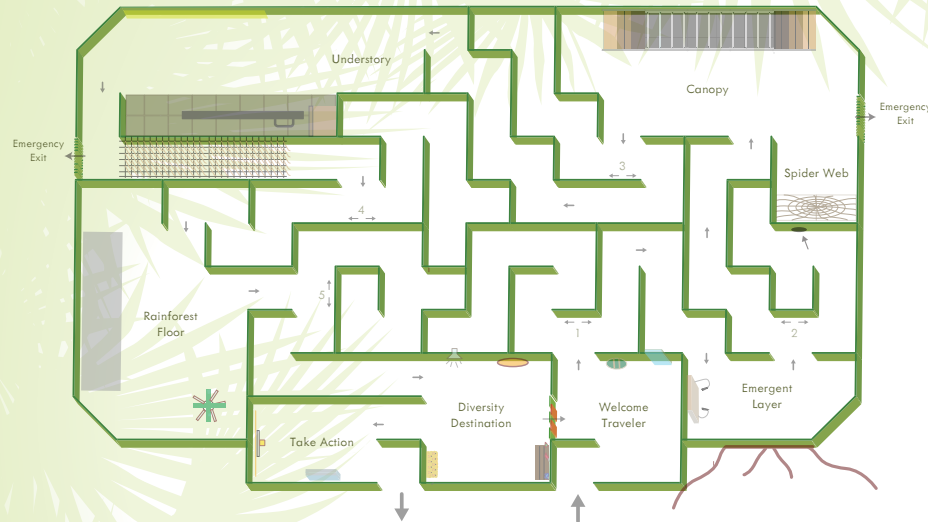 Understory
Canopy
Emergency
Exit
Emergency
Exit
3
Spider Web
4
5
Rainforest
Floor
1
2
Diversity
Destination
Welcome
Traveler
Emergent
Layer
Take Action